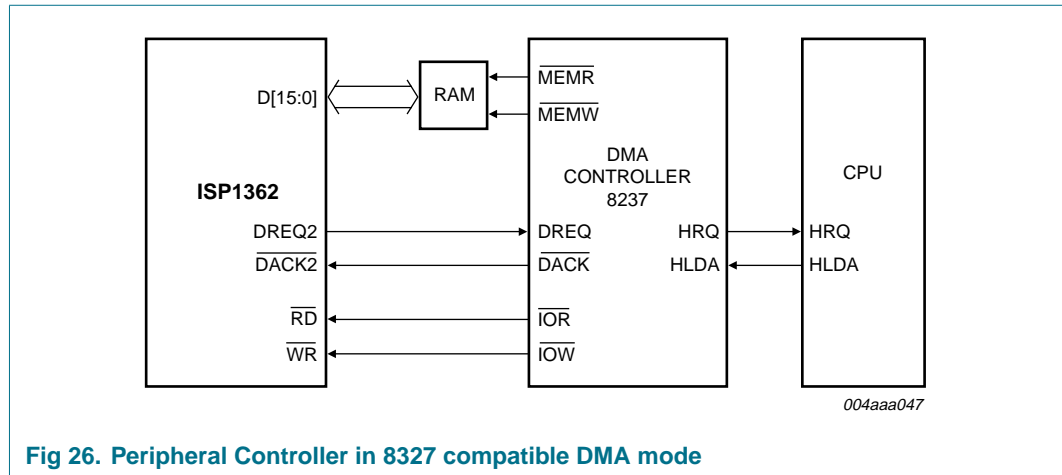 D[15:0]
ISP1362
DREQ2
DACK2
RD
WR
RAM
MEMR
MEMW
DMA
CONTROLLER
8237
DREQ
DACK
IOR
IOW
HRQ
HLDA
CPU
HRQ
HLDA
004aaa047
Fig 26. Peripheral Controller in 8327 compatible DMA mode